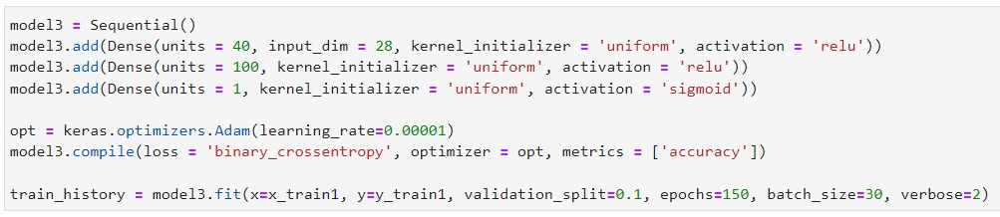 model3 = Sequential()
model3.add(Dense(units = 40, input_dim = 28, kernel_initializer = 'uniform', activation = 'relu'))
model3.add(Dense(units = 100, kernel_initializer = 'uniform', activation = 'relu'))
model3.add(Dense(units = 1, kernel_initializer = 'uniform', activation = 'sigmoid'))
opt = keras.optimizers.Adam(learning_rate=0.00001)
model3.compile(loss = 'binary_crossentropy', optimizer = opt, metrics = ['accuracy'])
train_history = model3.fit(x=x_train1, y=y_train1, validation_split=0.1, epochs=150, batch_size=30, verbose=2)